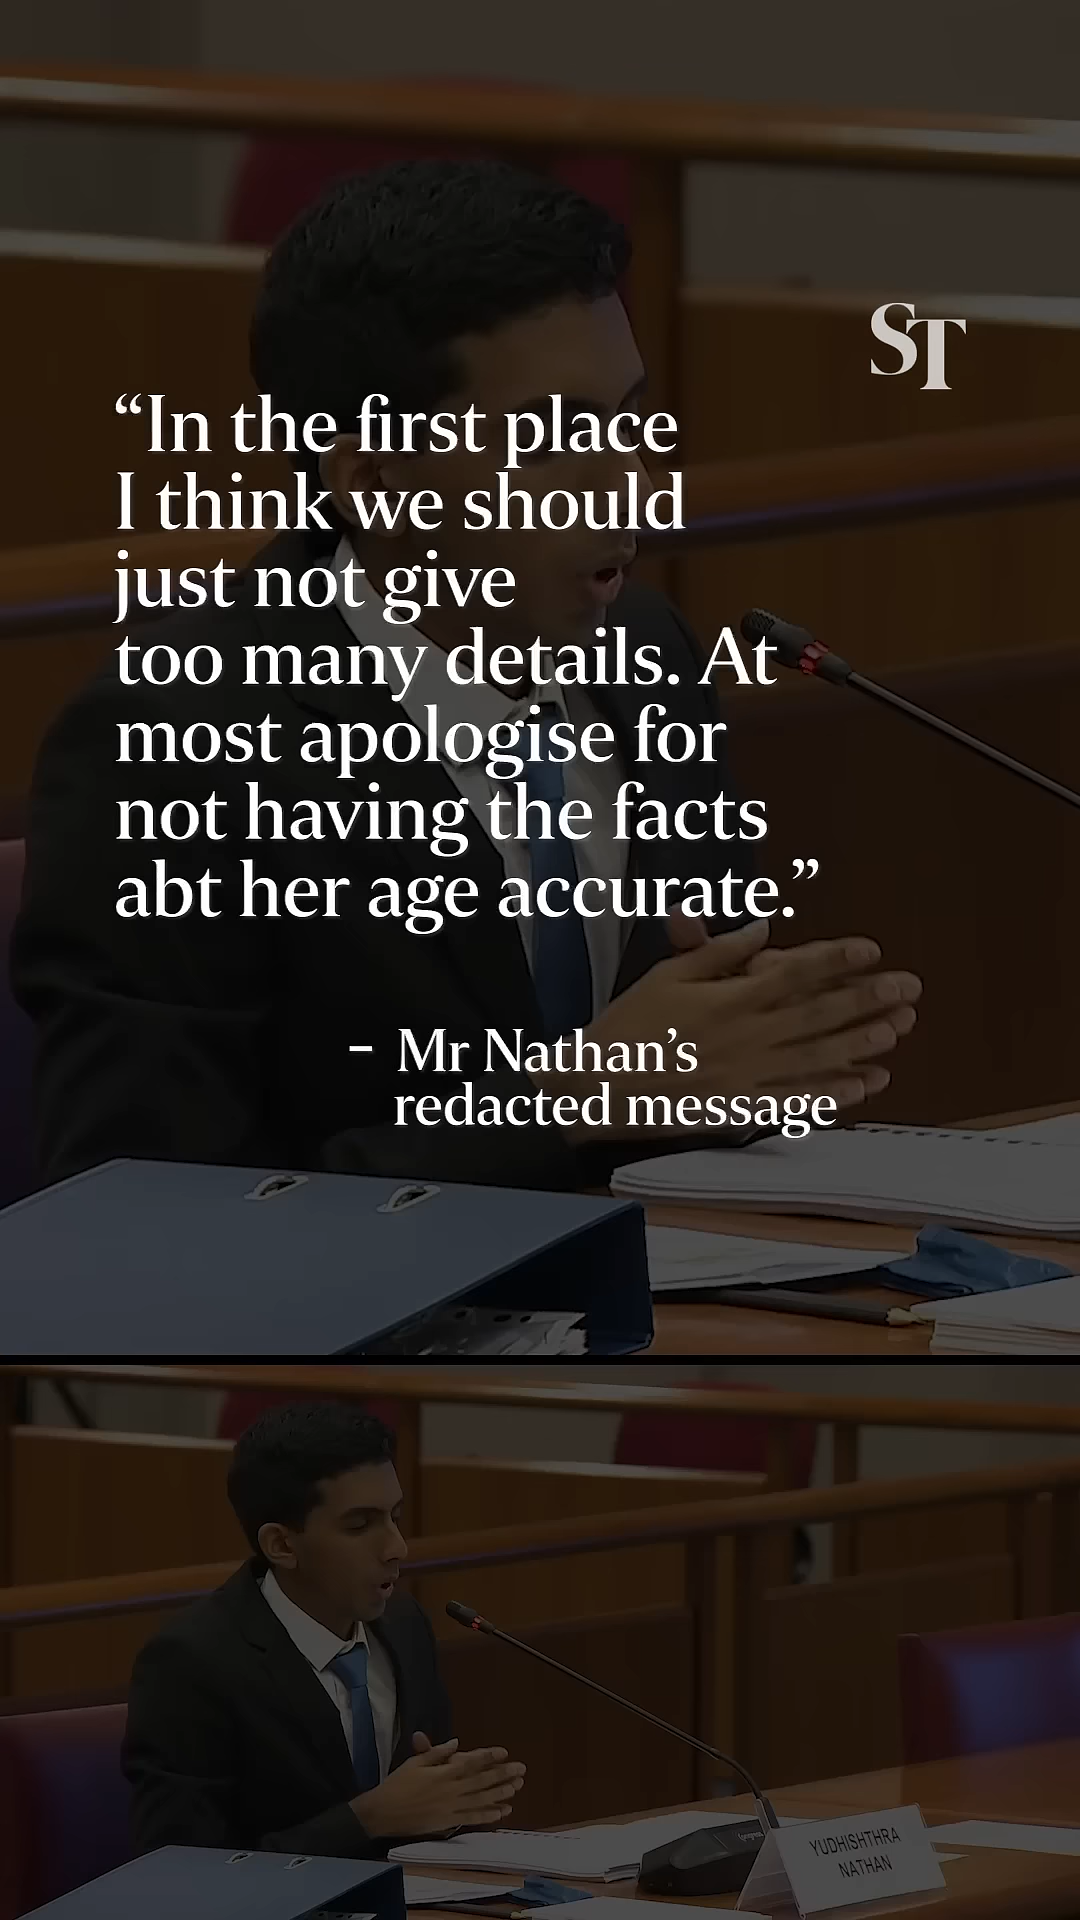 ST
“In the first place
I think we should
just not give
too many details. At
most apologise for
not having the facts
abt her age accurate.”
– Mr Nathan’s
redacted message
YUDHISHTHRA
NATHAN